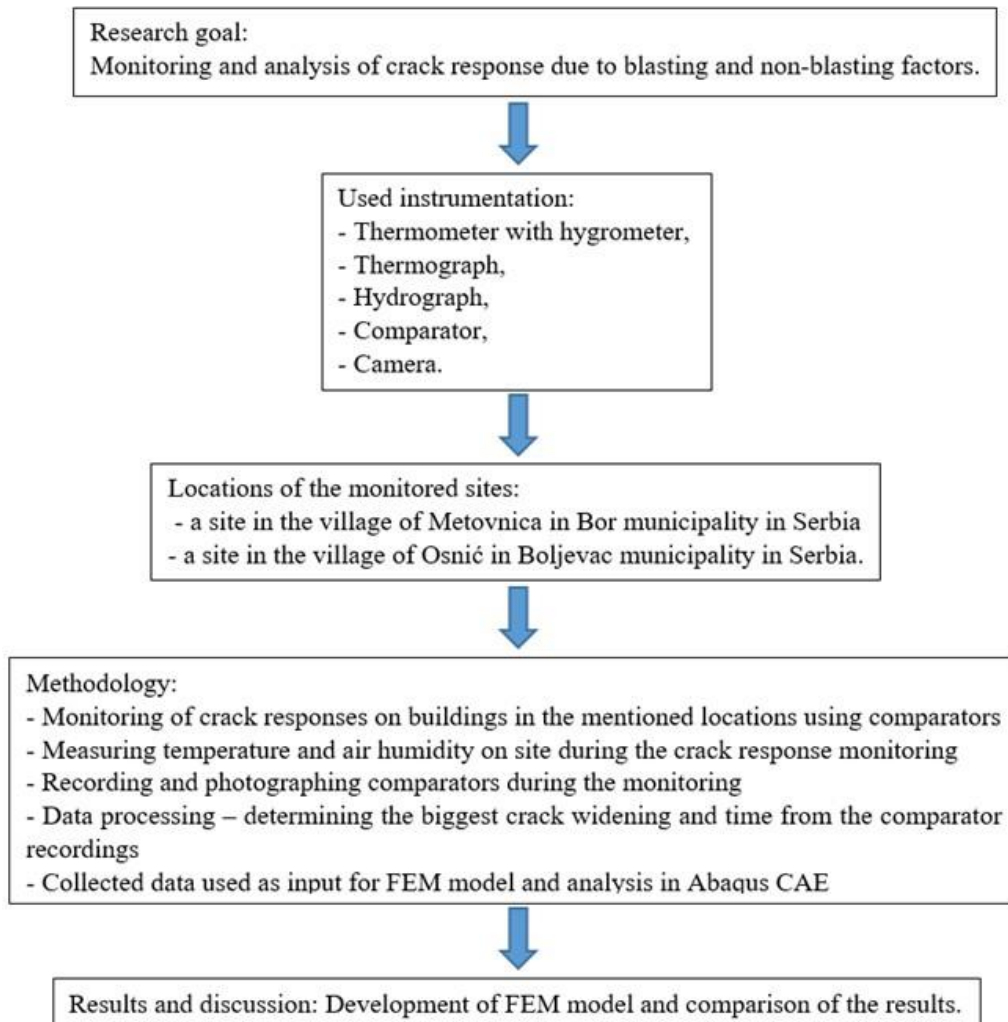 Research goal:
Monitoring and analysis of crack response due to blasting and non-blasting factors.
Used instrumentation:
- Thermometer with hygrometer,
- Thermograph,
- Hydrograph,
- Comparator,
- Camera.
Locations of the monitored sites:
- a site in the village of Metovnica in Bor municipality in Serbia
- a site in the village of Osnić in Boljevac municipality in Serbia.
Methodology:
- Monitoring of crack responses on buildings in the mentioned locations using comparators
- Measuring temperature and air humidity on site during the crack response monitoring
- Recording and photographing comparators during the monitoring
- Data processing – determining the biggest crack widening and time from the comparator
recordings
- Collected data used as input for FEM model and analysis in Abaqus CAE
Results and discussion: Development of FEM model and comparison of the results.